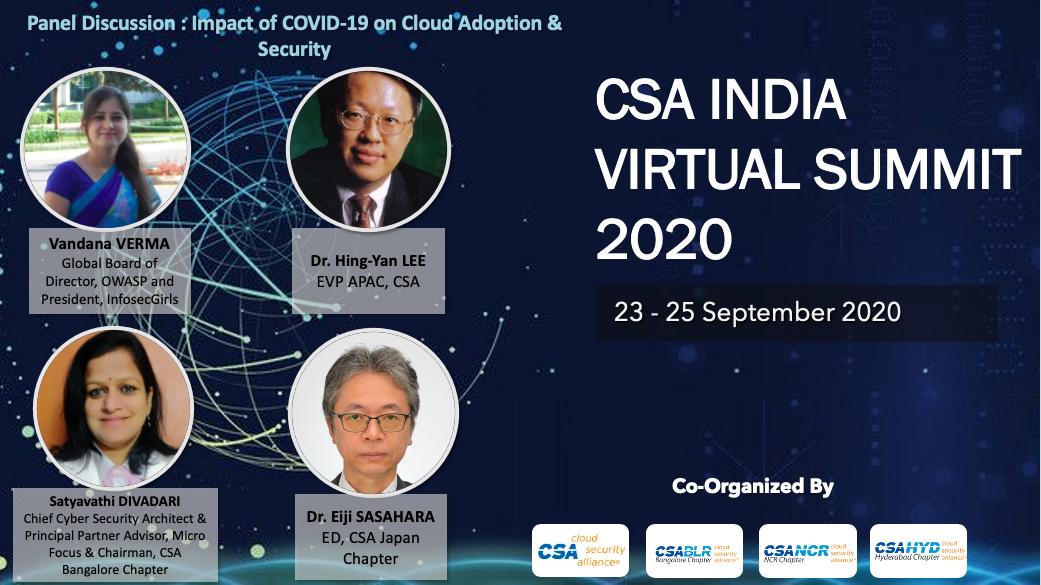 Panel Discussion : Impact of COVID-19 on Cloud Adoption &
Security
Vandana VERMA
Global Board of
Director, OWASP and
President, InfosecGirls
Dr. Hing-Yan LEE
EVP APAC, CSA
Satyavathi DIVADARI
Chief Cyber Security Architect &
Principal Partner Advisor, Micro
Focus & Chairman, CSA
Bangalore Chapter
Dr. Eiji SASAHARA
ED, CSA Japan
Chapter
CSA INDIA
VIRTUAL SUMMIT
2020
23 - 25 September 2020
Co-Organized By
CSA cloud security alliance®
CSABLR cloud security alliance®
Bangalore Chapter
CSANCR cloud security alliance®
NCR Chapter
CSAHYD cloud security alliance®
Hyderabad Chapter